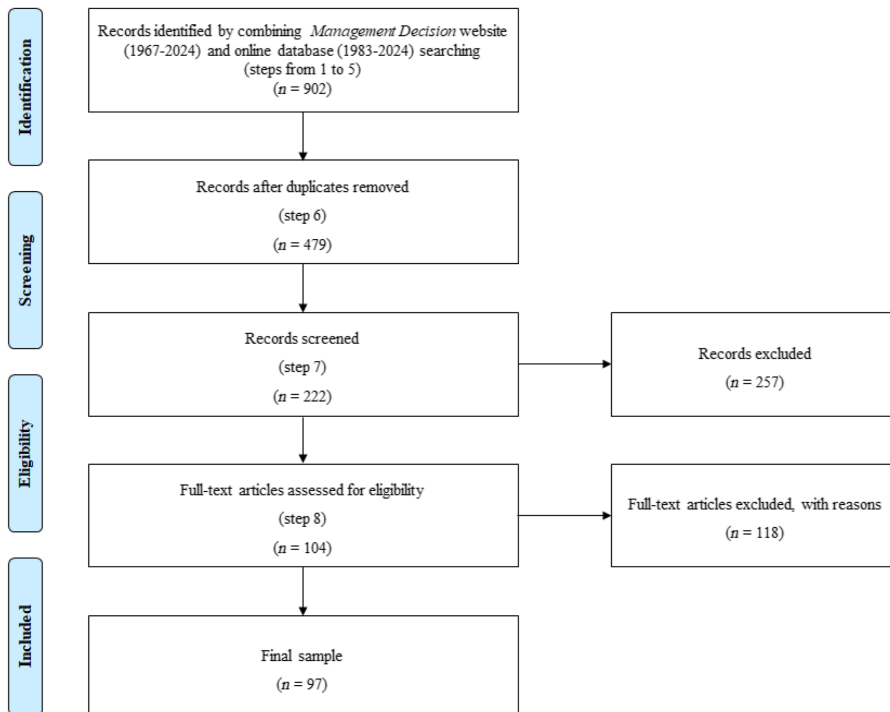 Identification
Records identified by combining Management Decision website
(1967-2024) and online database (1983-2024) searching
(steps from 1 to 5)
(n = 902)
Records after duplicates removed
(step 6)
(n = 479)
Screening
Records screened
(step 7)
(n = 222)
Records excluded
(n = 257)
Eligibility
Full-text articles assessed for eligibility
(step 8)
(n = 104)
Full-text articles excluded, with reasons
(n = 118)
Included
Final sample
(n = 97)